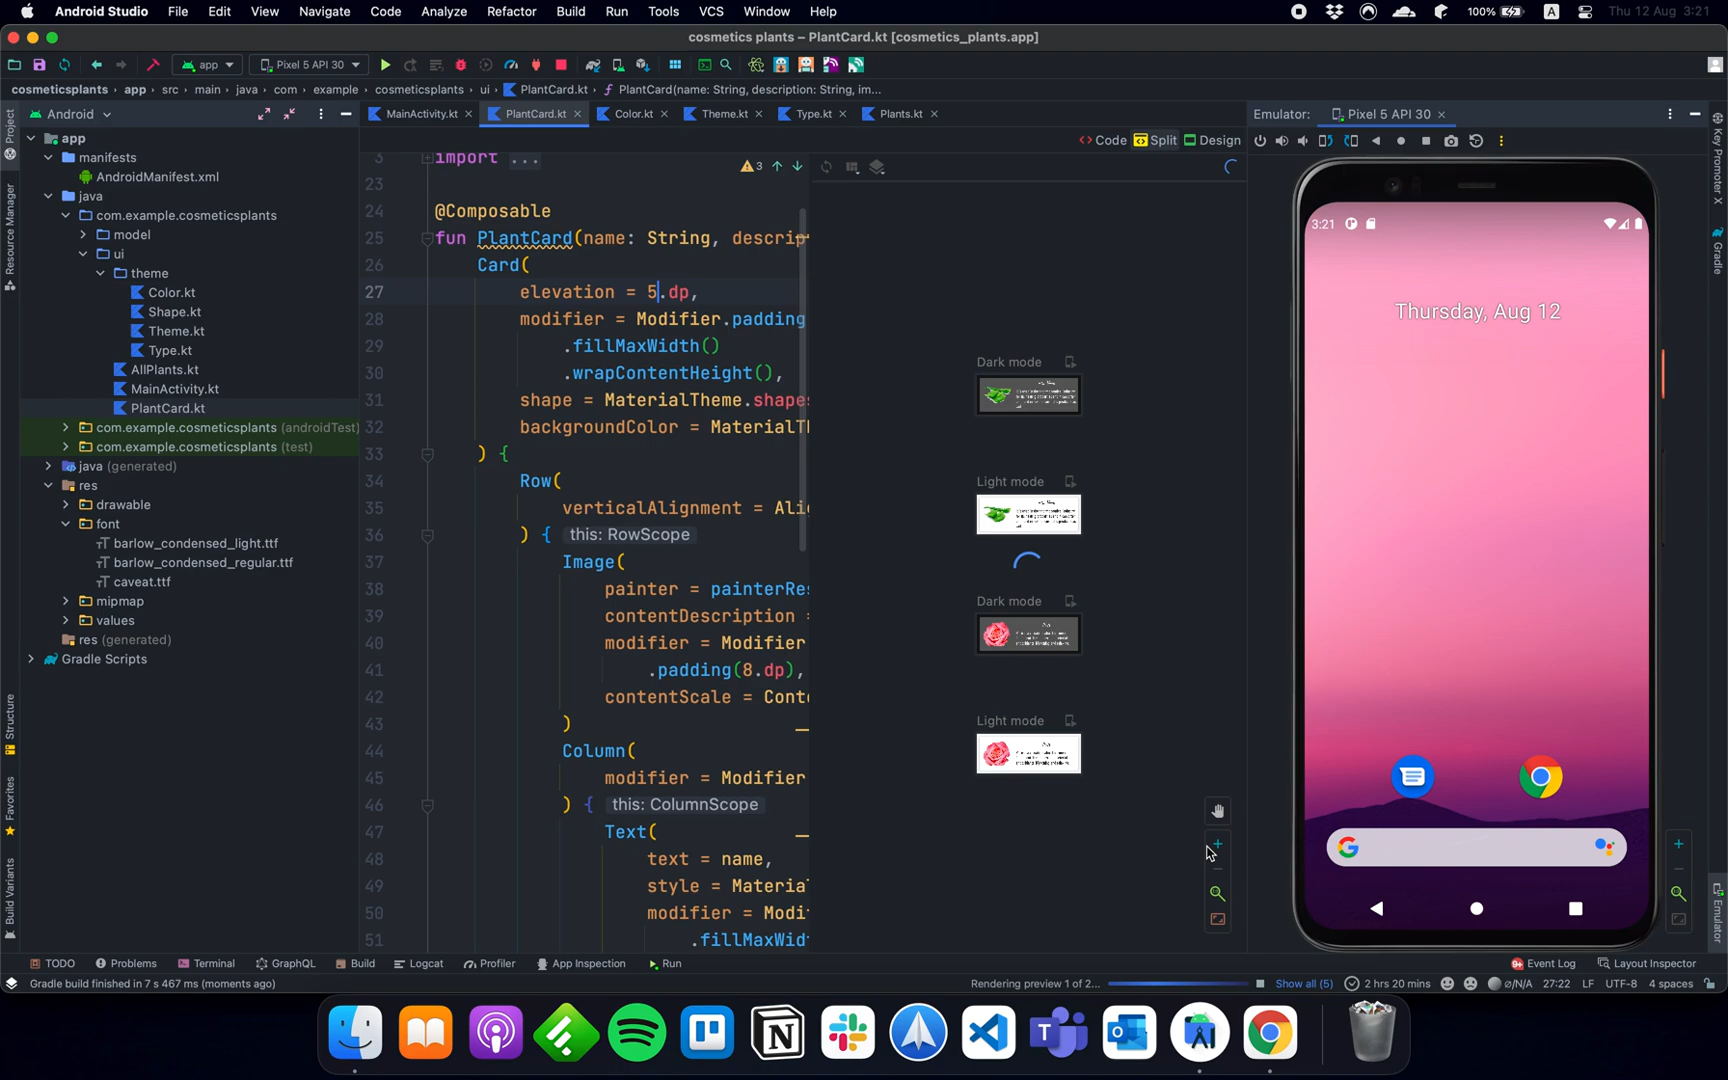 Android Studio File Edit View Navigate Code Analyze Refactor Build Run Tools VCS Window Help 100% A Thu 12 Aug 3:21
cosmetics plants – PlantCard.kt [cosmetics_plants.app]
app Pixel 5 API 30
cosmeticsplants app src main java com example cosmeticsplants ui PlantCard.kt PlantCard(name: String, description: String, im...
Android
MainActivity.kt PlantCard.kt Color.kt Theme.kt Type.kt Plants.kt
Emulator: Pixel 5 API 30
Code Split Design
Project
Resource Manager
Structure
Favorites
Build Variants
app
manifests
AndroidManifest.xml
java
com.example.cosmeticsplants
model
ui
theme
Color.kt
Shape.kt
Theme.kt
Type.kt
AllPlants.kt
MainActivity.kt
PlantCard.kt
com.example.cosmeticsplants (androidTest)
com.example.cosmeticsplants (test)
java (generated)
res
drawable
font
barlow_condensed_light.ttf
barlow_condensed_regular.ttf
caveat.ttf
mipmap
values
res (generated)
Gradle Scripts
3
3 import ...
23
24 @Composable
25 fun PlantCard(name: String, descrip
26 Card(
27 elevation = 5.dp,
28 modifier = Modifier.padding
29 .fillMaxWidth()
30 .wrapContentHeight(),
31 shape = MaterialTheme.shapes
32 backgroundColor = MaterialTh
33 ) {
34 Row(
35 verticalAlignment = Ali
36 ) { this: RowScope
37 Image(
38 painter = painterRes
39 contentDescription =
40 modifier = Modifier
41 .padding(8.dp),
42 contentScale = Conte
43 )
44 Column(
45 modifier = Modifier
46 ) { this: ColumnScope
47 Text(
48 text = name,
49 style = Material
50 modifier = Modi
51 .fillMaxWid
Dark mode
Light mode
Dark mode
Light mode
3:21
Thursday, Aug 12
Key Promoter X
Gradle
Emulator
TODO Problems Terminal GraphQL Build Logcat Profiler App Inspection Run Event Log Layout Inspector
Gradle build finished in 7 s 467 ms (moments ago) Rendering preview 1 of 2... Show all (5) 2 hrs 20 mins ∅/N/A 27:22 LF UTF-8 4 spaces